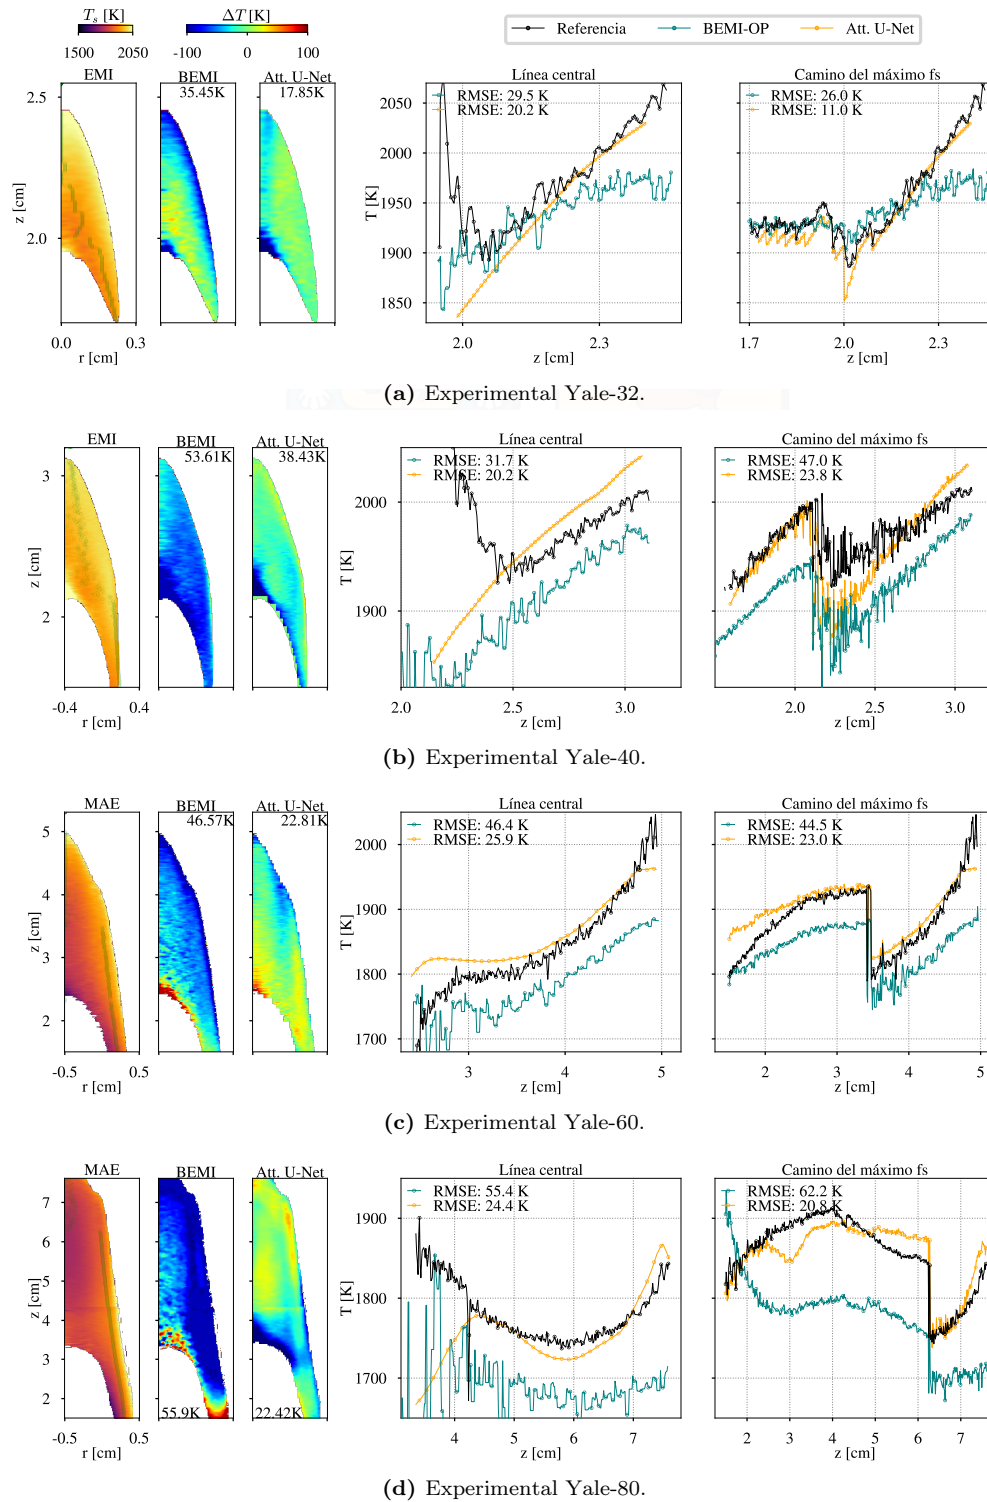 T_s [K]
1500 2050
ΔT [K]
-100 0 100
Referencia BEMI-OP Att. U-Net
EMI BEMI Att. U-Net
35.45K 17.85K
z [cm]
2.5
2.0
0.0 0.3
r [cm]
Línea central
RMSE: 29.5 K
RMSE: 20.2 K
T [K]
2050
2000
1950
1900
1850
2.0 2.3
z [cm]
Camino del máximo fs
RMSE: 26.0 K
RMSE: 11.0 K
1.7 2.0 2.3
z [cm]
(a) Experimental Yale-32.
EMI BEMI Att. U-Net
53.61K 38.43K
z [cm]
3
2
-0.4 0.4
r [cm]
Línea central
RMSE: 31.7 K
RMSE: 20.2 K
T [K]
2000
1900
2.0 2.5 3.0
z [cm]
Camino del máximo fs
RMSE: 47.0 K
RMSE: 23.8 K
2.0 2.5 3.0
z [cm]
(b) Experimental Yale-40.
MAE BEMI Att. U-Net
46.57K 22.81K
z [cm]
5
4
3
2
-0.5 0.5
r [cm]
Línea central
RMSE: 46.4 K
RMSE: 25.9 K
T [K]
2000
1900
1800
1700
3 4 5
z [cm]
Camino del máximo fs
RMSE: 44.5 K
RMSE: 23.0 K
2 3 4 5
z [cm]
(c) Experimental Yale-60.
MAE BEMI Att. U-Net
z [cm]
7
6
5
4
3
2
55.9K 22.42K
-0.5 0.5
r [cm]
Línea central
RMSE: 55.4 K
RMSE: 24.4 K
T [K]
1900
1800
1700
4 5 6 7
z [cm]
Camino del máximo fs
RMSE: 62.2 K
RMSE: 20.8 K
2 3 4 5 6 7
z [cm]
(d) Experimental Yale-80.